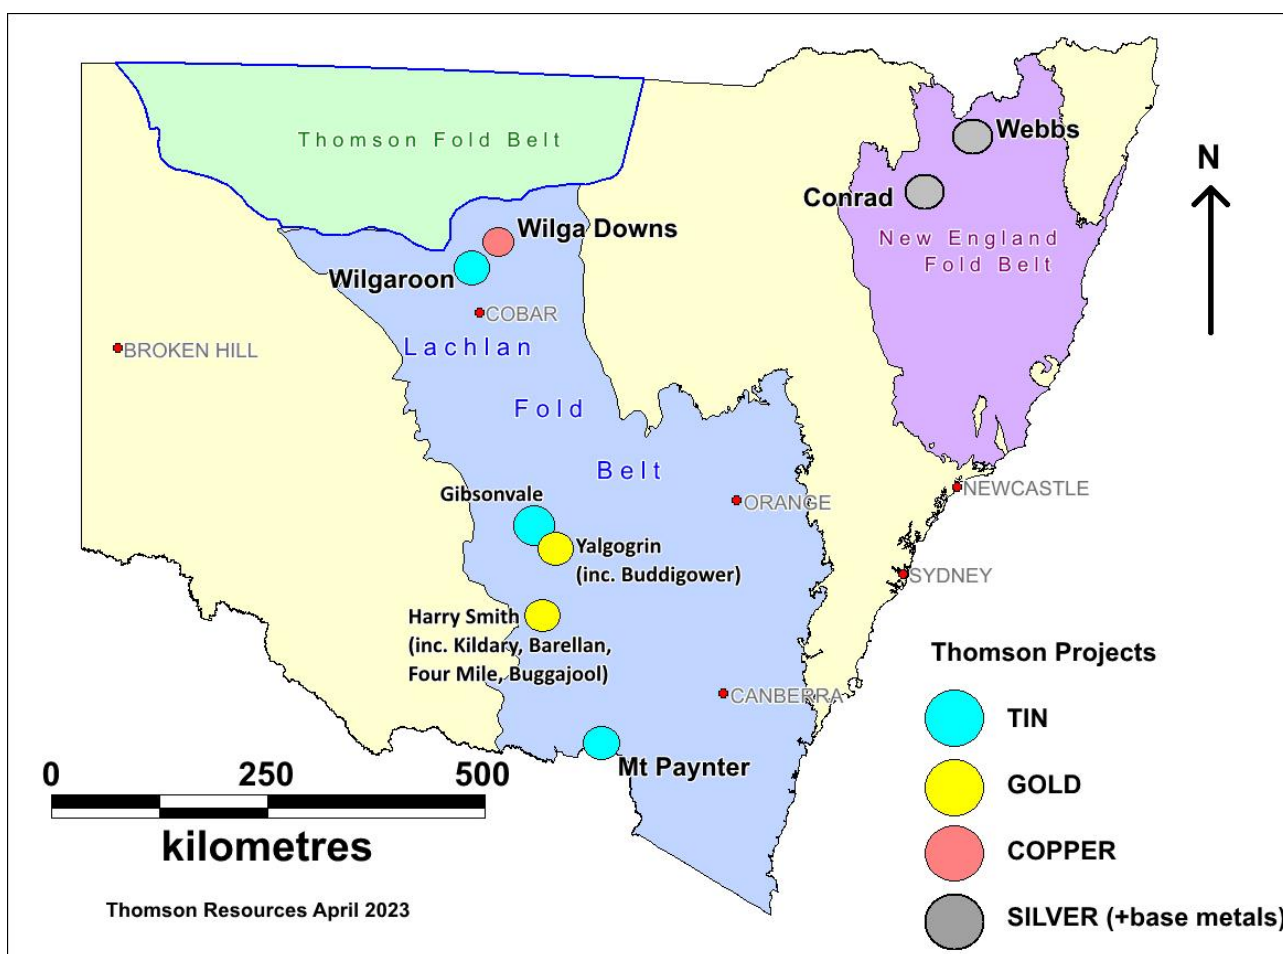 Thomson Fold Belt
Webbs
N
Conrad
Wilga Downs
New England
Fold Belt
Wilgaroon
COBAR
Lachlan
BROKEN HILL
Fold
Belt
Gibsonvale
NEWCASTLE
ORANGE
Yalgogrin
(inc. Buddigower)
SYDNEY
Harry Smith
(inc. Kildary, Barellan,
Four Mile, Buggajool)
CANBERRA
Mt Paynter
Thomson Projects
TIN
GOLD
COPPER
SILVER (+base metals)
0 250 500
kilometres
Thomson Resources April 2023